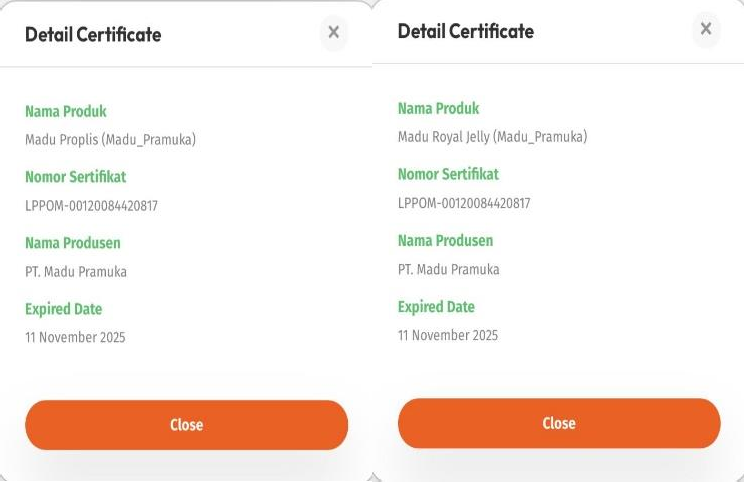 Detail Certificate
×
Nama Produk
Madu Proplis (Madu_Pramuka)
Nomor Sertifikat
LPPOM-00120084420817
Nama Produsen
PT. Madu Pramuka
Expired Date
11 November 2025
Close
Detail Certificate
×
Nama Produk
Madu Royal Jelly (Madu_Pramuka)
Nomor Sertifikat
LPPOM-00120084420817
Nama Produsen
PT. Madu Pramuka
Expired Date
11 November 2025
Close